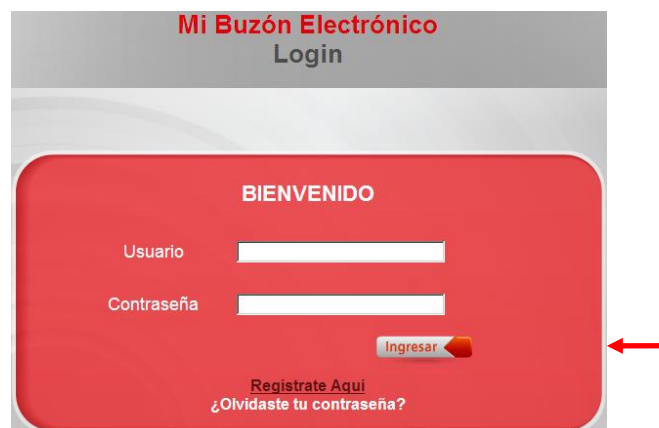 Mi Buzón Electrónico
Login
BIENVENIDO
Usuario
Contraseña
Ingresar
Registrate Aqui
¿Olvidaste tu contraseña?